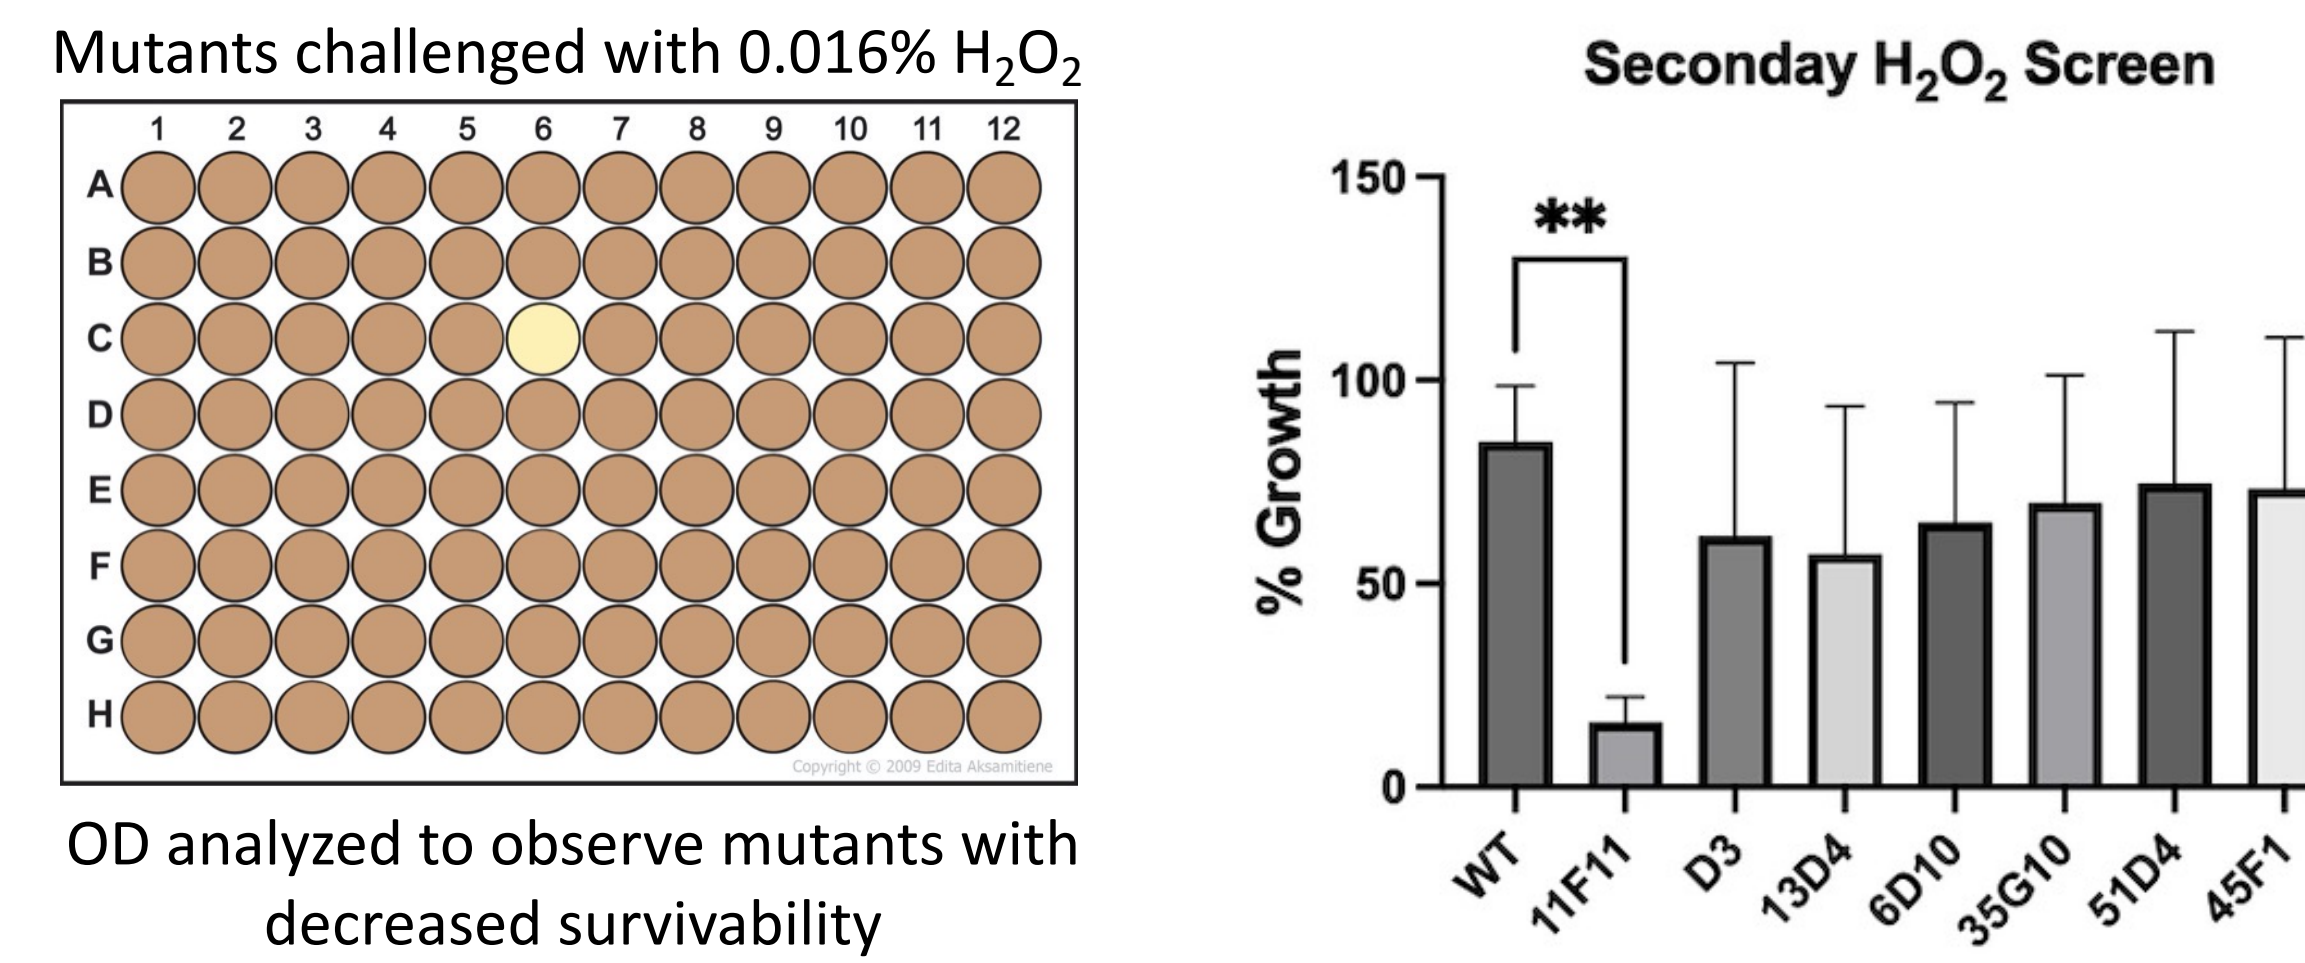 Mutants challenged with 0.016% H₂O₂
1 2 3 4 5 6 7 8 9 10 11 12
A
B
C
D
E
F
G
H
Copyright © 2009 Edita Aksamitiene
OD analyzed to observe mutants with
decreased survivability
Seconday H₂O₂ Screen
% Growth
150
100
50
0
**
WT 11F11 D3 13D4 6D10 35G10 51D4 45F1